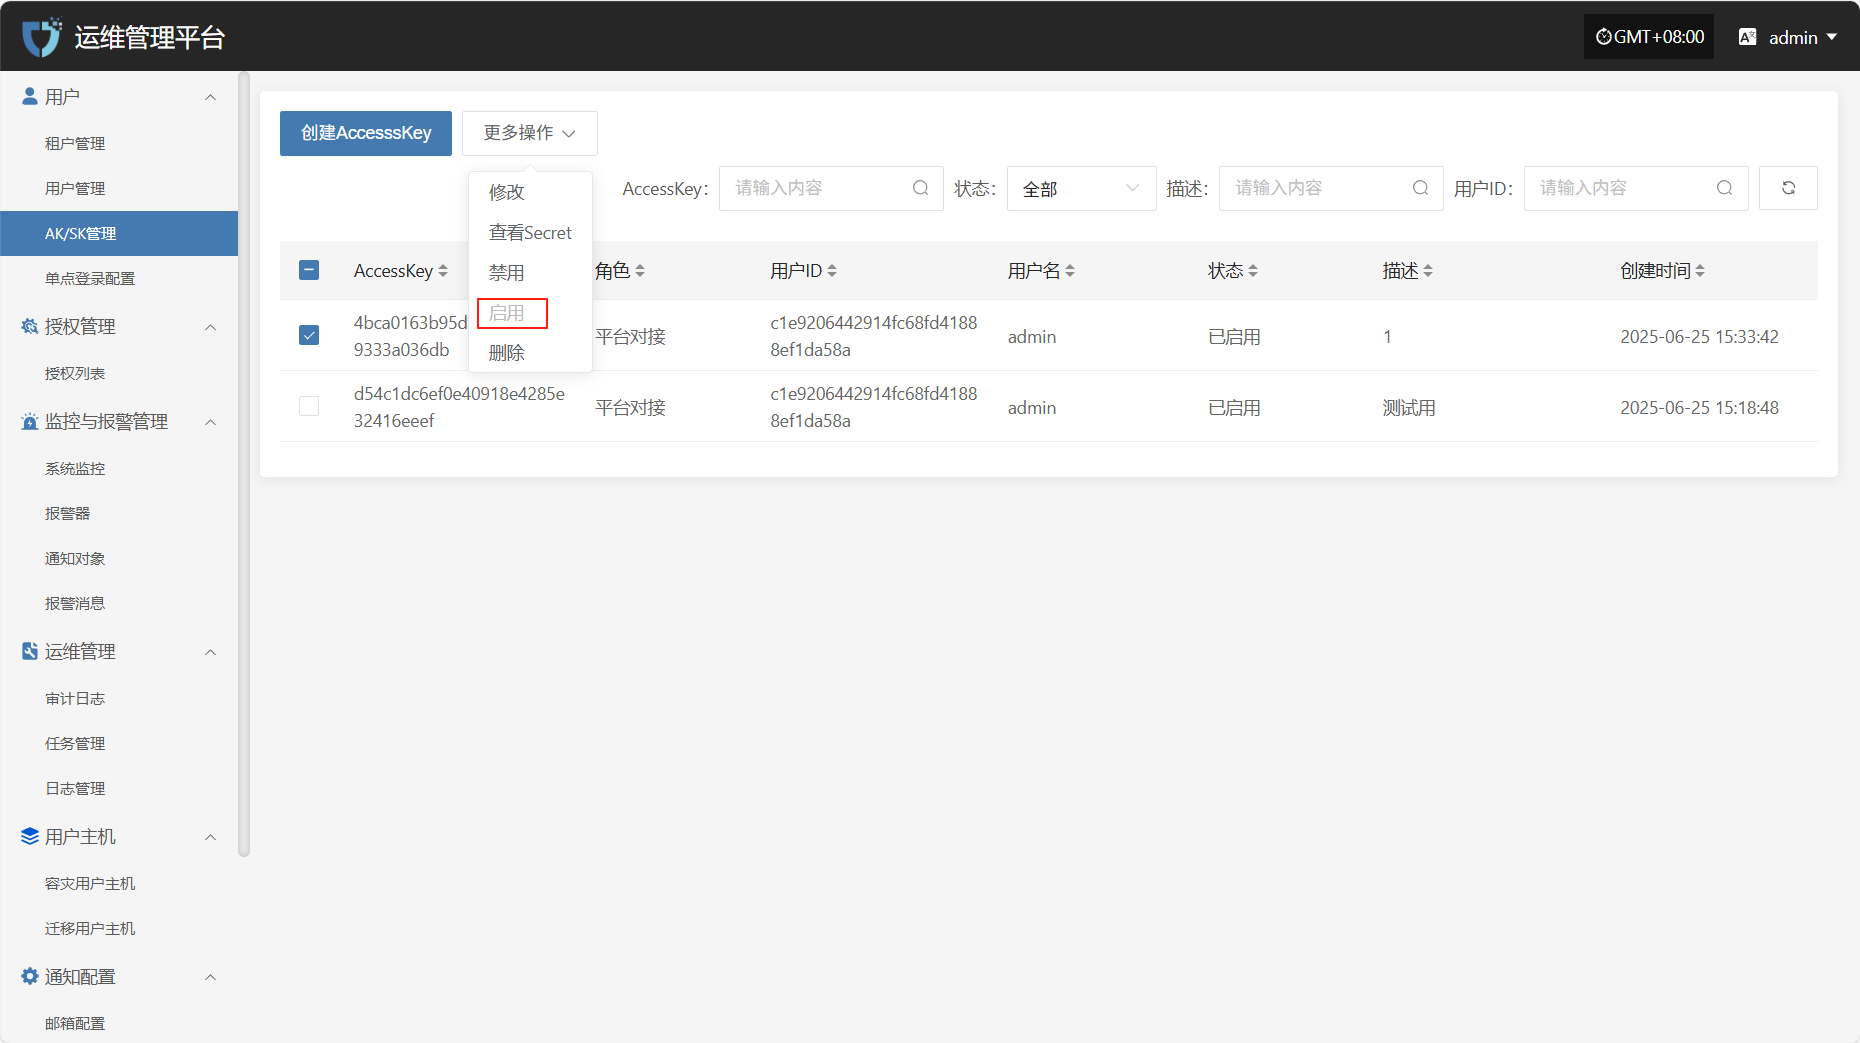 运维管理平台
GMT+08:00
admin
用户
租户管理
用户管理
AK/SK管理
单点登录配置
授权管理
授权列表
监控与报警管理
系统监控
报警器
通知对象
报警消息
运维管理
审计日志
任务管理
日志管理
用户主机
容灾用户主机
迁移用户主机
通知配置
邮箱配置
创建AccesssKey
更多操作
修改
查看Secret
禁用
启用
删除
AccessKey：
请输入内容
状态：
全部
描述：
请输入内容
用户ID：
请输入内容
AccessKey
角色
用户ID
用户名
状态
描述
创建时间
4bca0163b95d
9333a036db
平台对接
c1e9206442914fc68fd4188
8ef1da58a
admin
已启用
1
2025-06-25 15:33:42
d54c1dc6ef0e40918e4285e
32416eeef
平台对接
c1e9206442914fc68fd4188
8ef1da58a
admin
已启用
测试用
2025-06-25 15:18:48